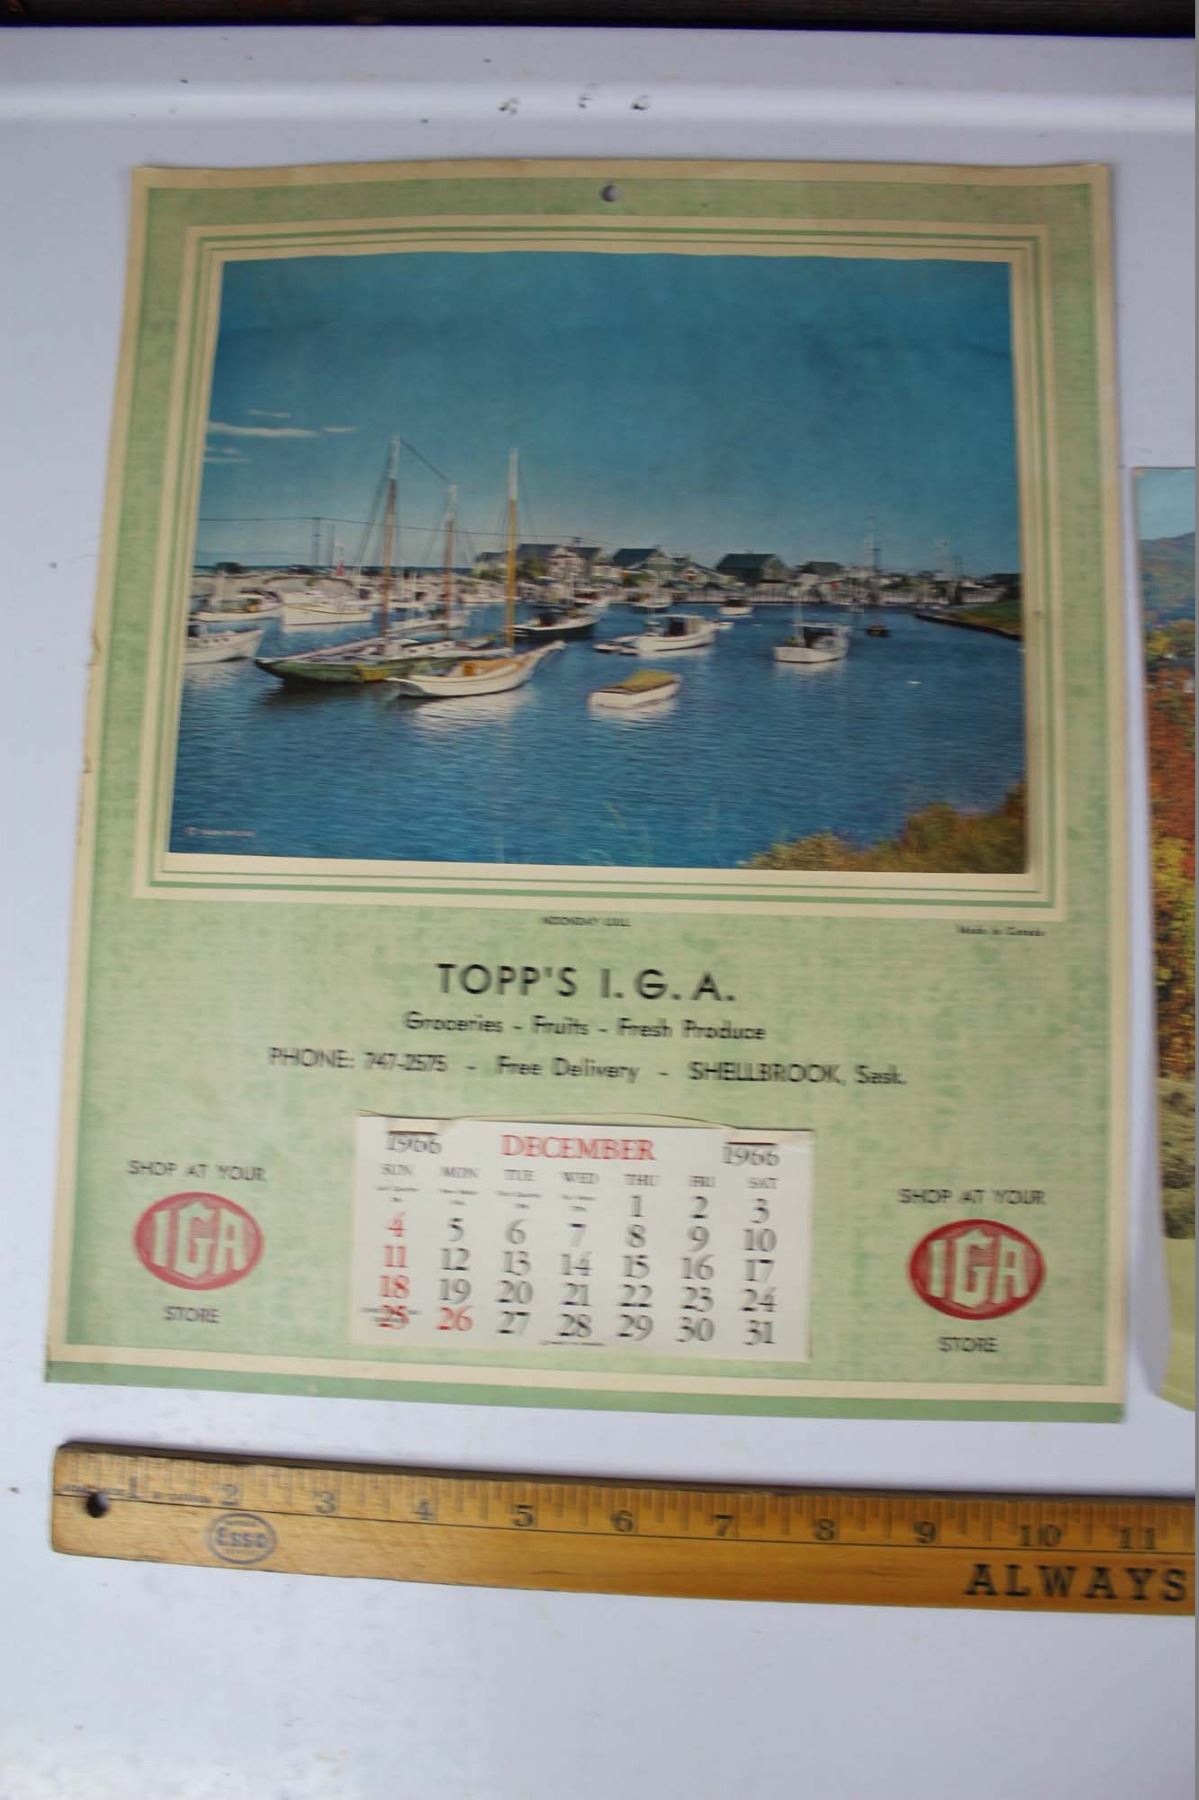 NOONDAY LULL
Made in Canada
TOPP'S I. G. A.
Groceries - Fruits - Fresh Produce
PHONE: 747-2575 - Free Delivery - SHELLBROOK, Sask.
SHOP AT YOUR
IGA
STORE
1966 DECEMBER 1966
SUN MON TUE WED THU FRI SAT
1 2 3
4 5 6 7 8 9 10
11 12 13 14 15 16 17
18 19 20 21 22 23 24
25 26 27 28 29 30 31
SHOP AT YOUR
IGA
STORE
1 2 3 4 5 6 7 8 9 10 11
Esso
ALWAYS